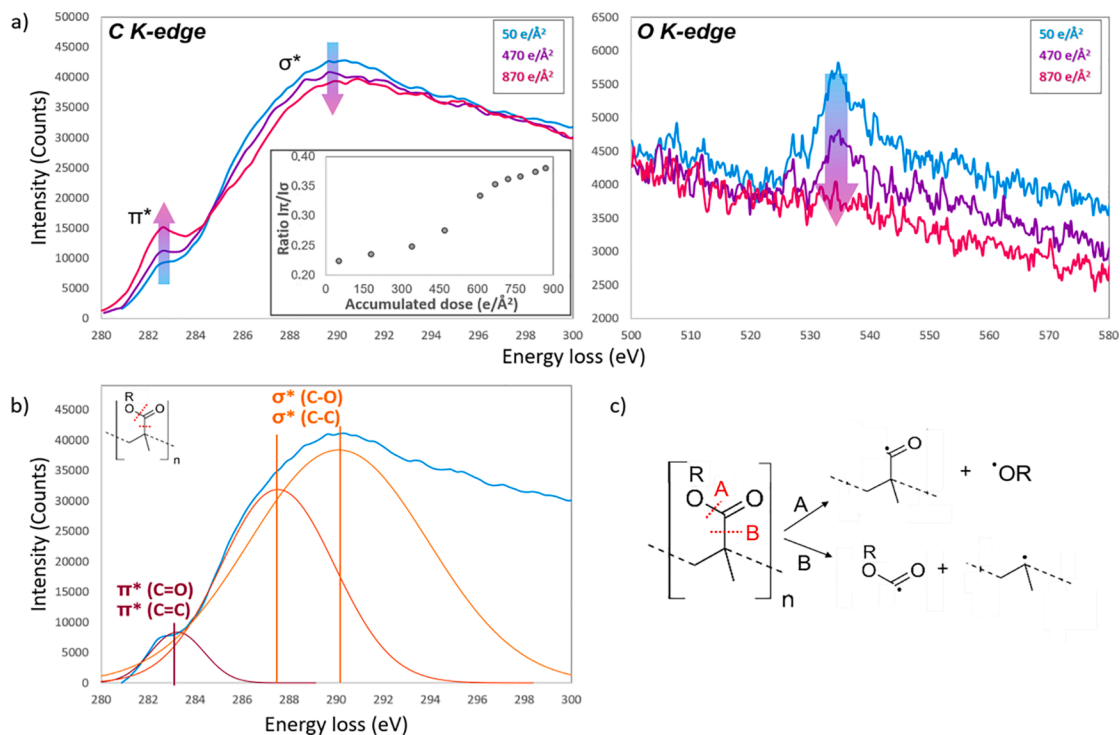 a)
C K-edge
50 e/Å²
470 e/Å²
870 e/Å²
σ*
π*
Intensity (Counts)
50000
45000
40000
35000
30000
25000
20000
15000
10000
5000
0
280 282 284 286 288 290 292 294 296 298 300
Ratio Iπ/Iσ
0,40
0,35
0,30
0,25
0,20
0 150 300 450 600 750 900
Accumulated dose (e/Å²)
O K-edge
50 e/Å²
470 e/Å²
870 e/Å²
6500
6000
5500
5000
4500
4000
3500
3000
2500
2000
500 510 520 530 540 550 560 570 580
Energy loss (eV)
b)
R
O O
n
σ* (C-O)
σ* (C-C)
π* (C=O)
π* (C=C)
Intensity (Counts)
45000
40000
35000
30000
25000
20000
15000
10000
5000
0
280 282 284 286 288 290 292 294 296 298 300
Energy loss (eV)
c)
R
O A O
B
n
A
B
O
+ •OR
R
O O
+